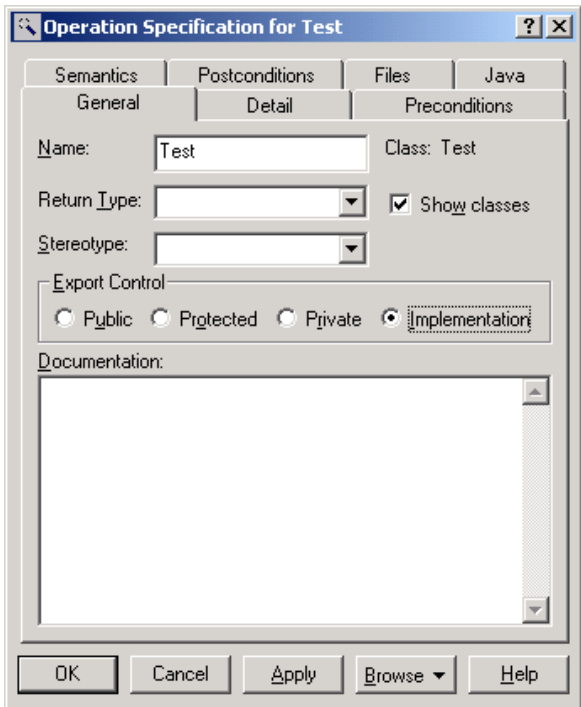 Operation Specification for Test
Semantics Postconditions Files Java
General Detail Preconditions
Name: Test Class: Test
Return Type: Show classes
Stereotype:
Export Control
Public Protected Private Implementation
Documentation:
OK Cancel Apply Browse Help